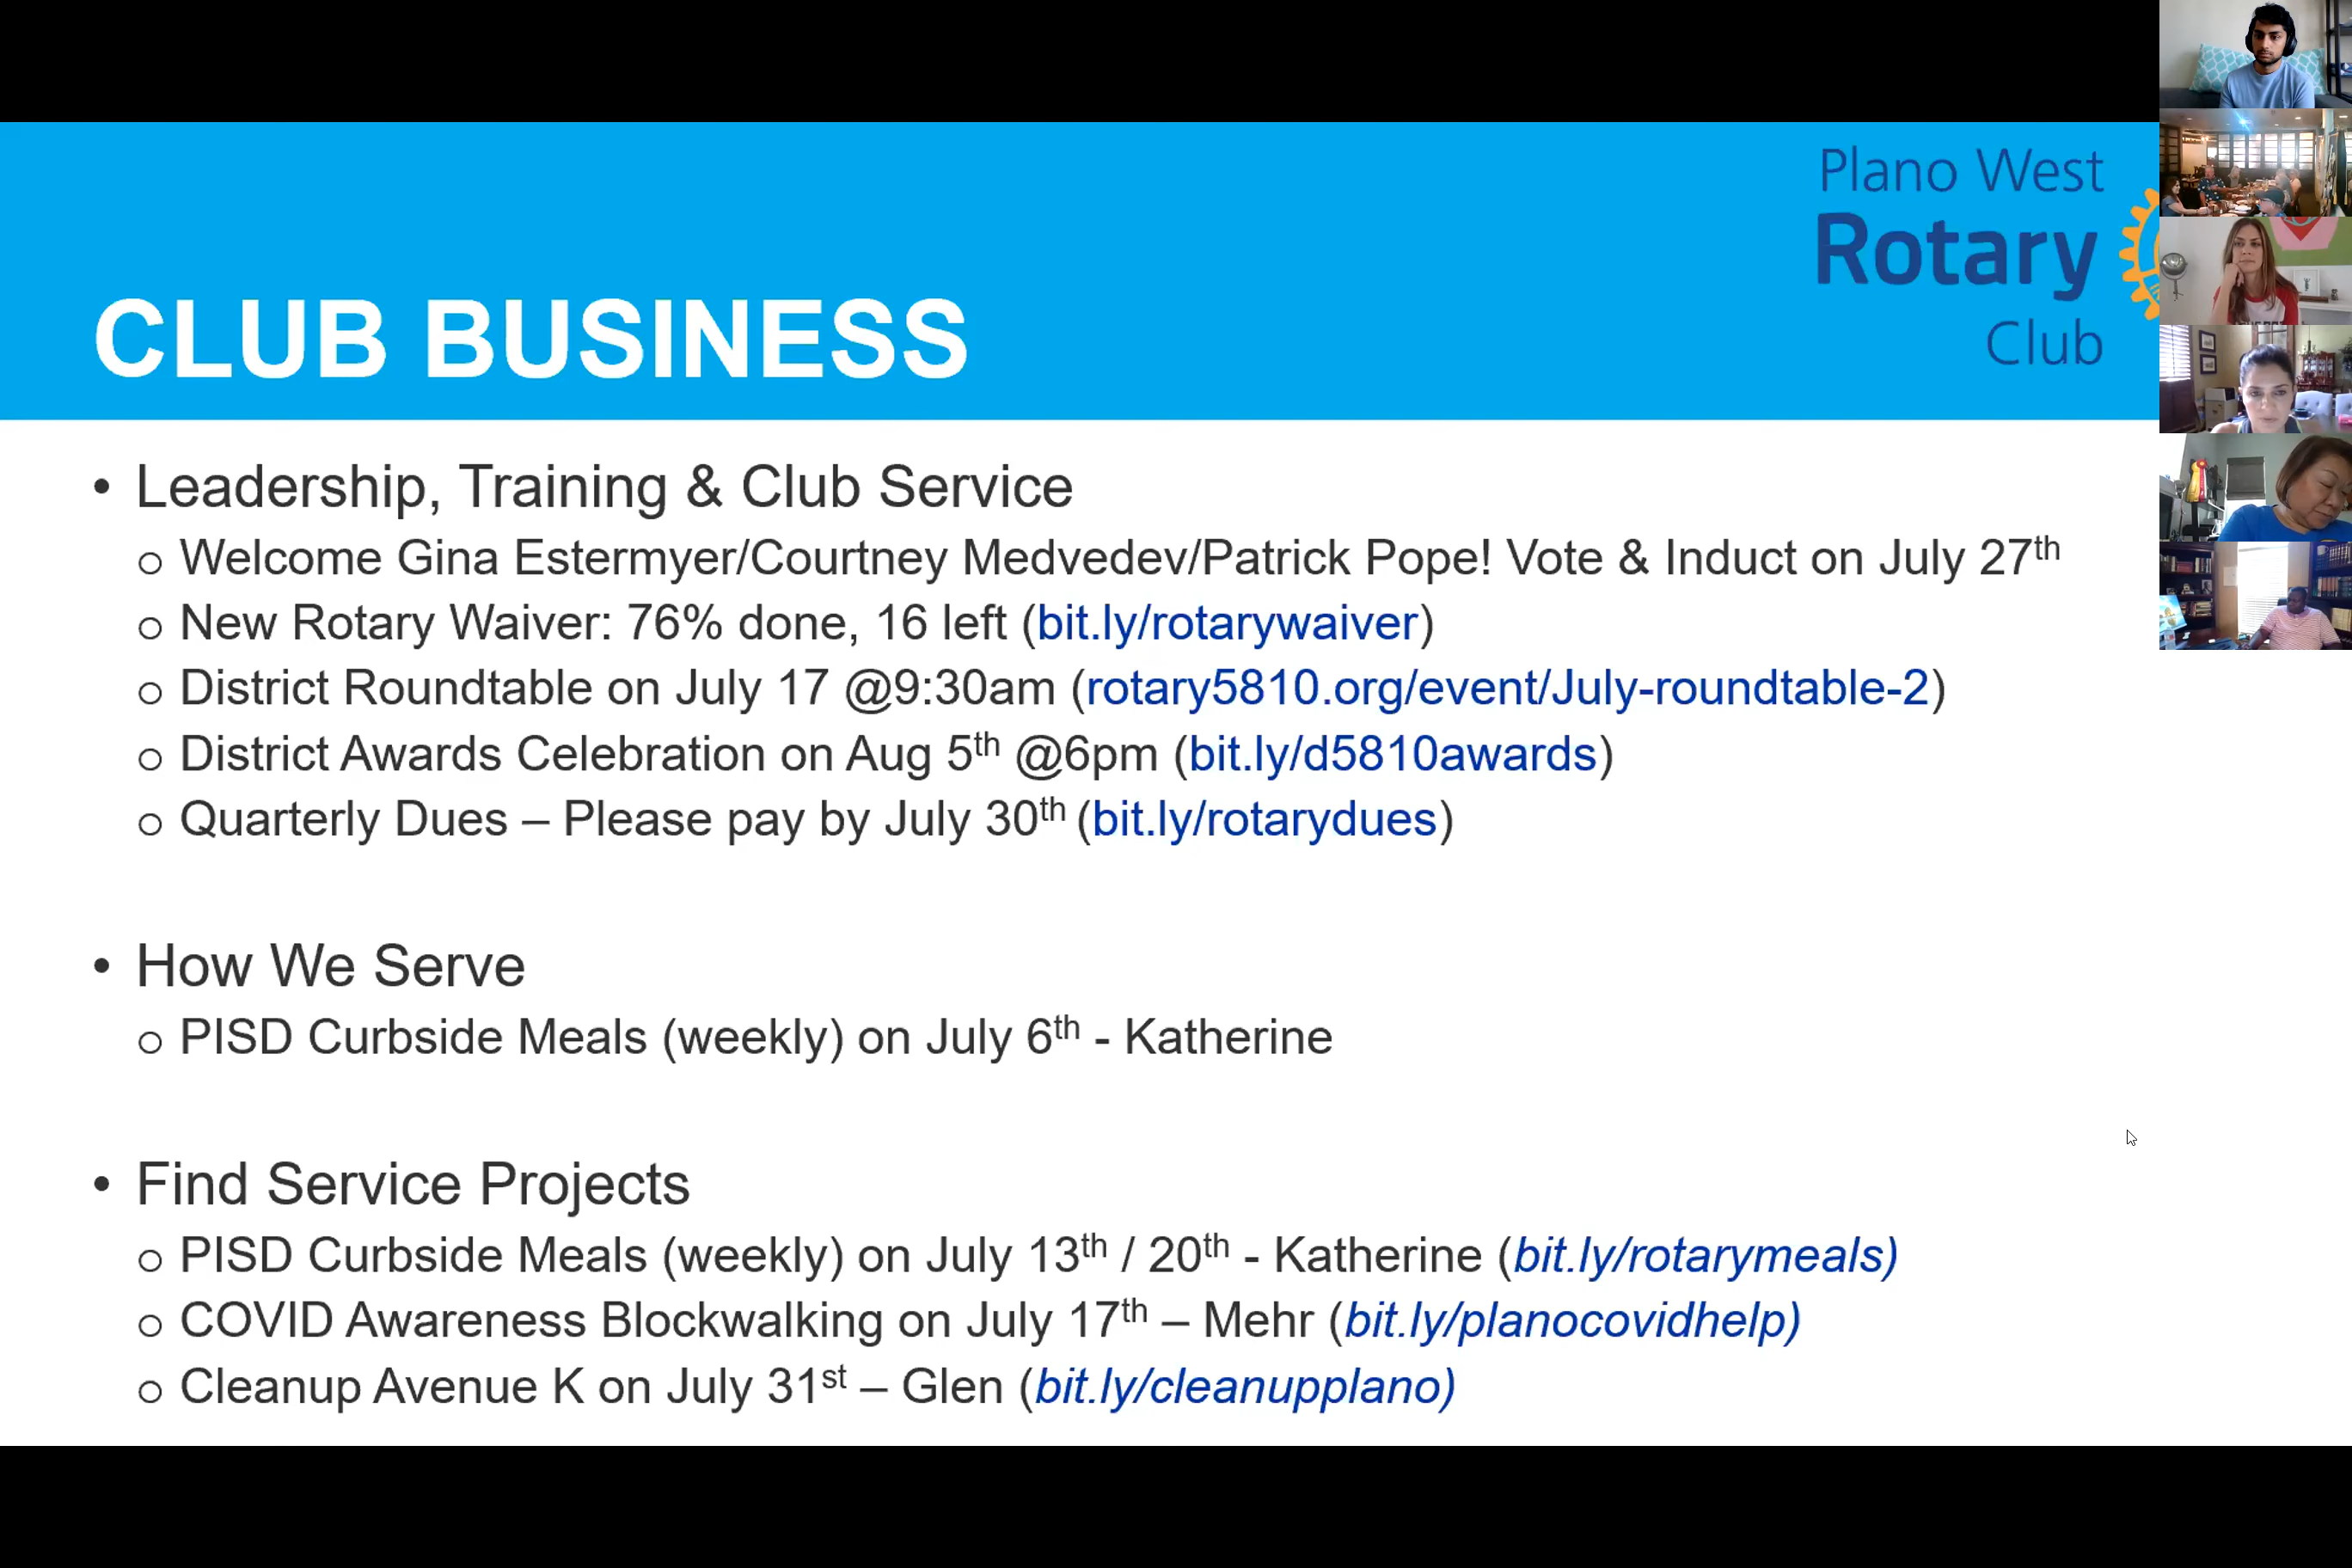 Plano West
Rotary
Club
CLUB BUSINESS
• Leadership, Training & Club Service
o Welcome Gina Estermyer/Courtney Medvedev/Patrick Pope! Vote & Induct on July 27th
o New Rotary Waiver: 76% done, 16 left (bit.ly/rotarywaiver)
o District Roundtable on July 17 @9:30am (rotary5810.org/event/July-roundtable-2)
o District Awards Celebration on Aug 5th @6pm (bit.ly/d5810awards)
o Quarterly Dues – Please pay by July 30th (bit.ly/rotarydues)
• How We Serve
o PISD Curbside Meals (weekly) on July 6th - Katherine
• Find Service Projects
o PISD Curbside Meals (weekly) on July 13th / 20th - Katherine (bit.ly/rotarymeals)
o COVID Awareness Blockwalking on July 17th – Mehr (bit.ly/planocovidhelp)
o Cleanup Avenue K on July 31st – Glen (bit.ly/cleanupplano)